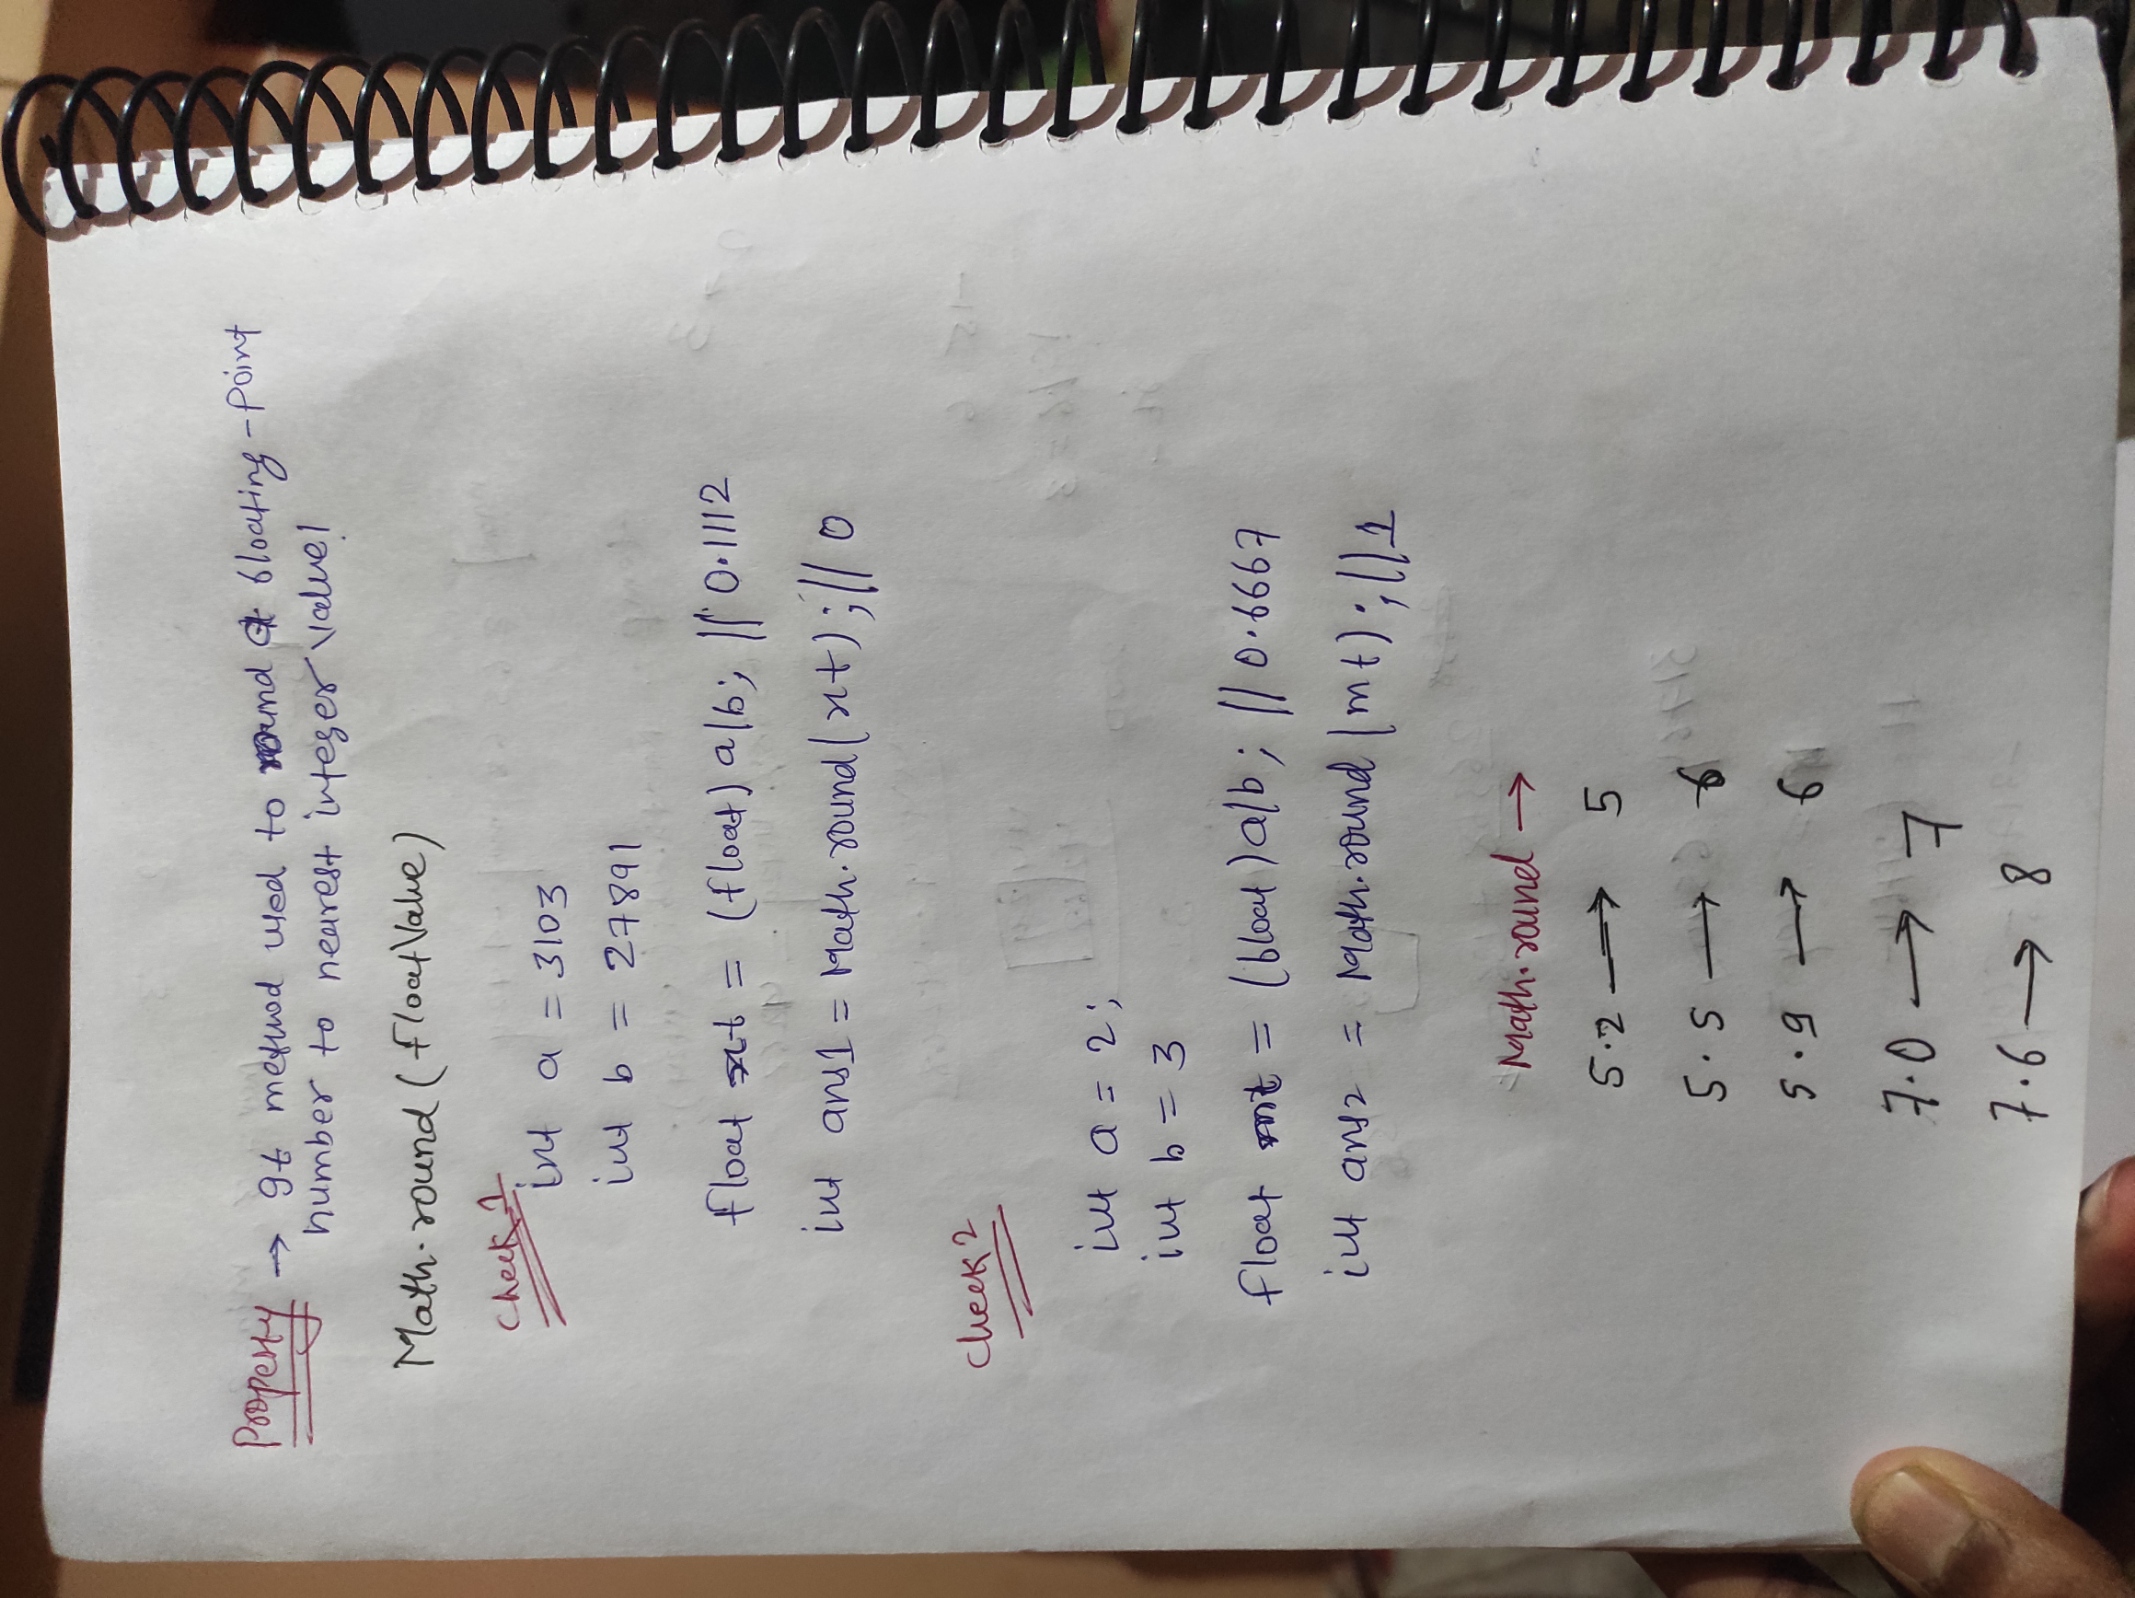 Property → It method used to round a floating-point
number to nearest integer value!
Math.round(floatValue)
Check 1
int a = 3103
int b = 27891
float xt = (float) a/b; // 0.1112
int ans1 = Math.round(xt); // 0
Check 2
int a = 2;
int b = 3
float mt = (float) a/b; // 0.6667
int ans2 = Math.round(mt); // 1
Math.round →
5.2 → 5
5.5 → 6
5.9 → 6
7.0 → 7
7.6 → 8